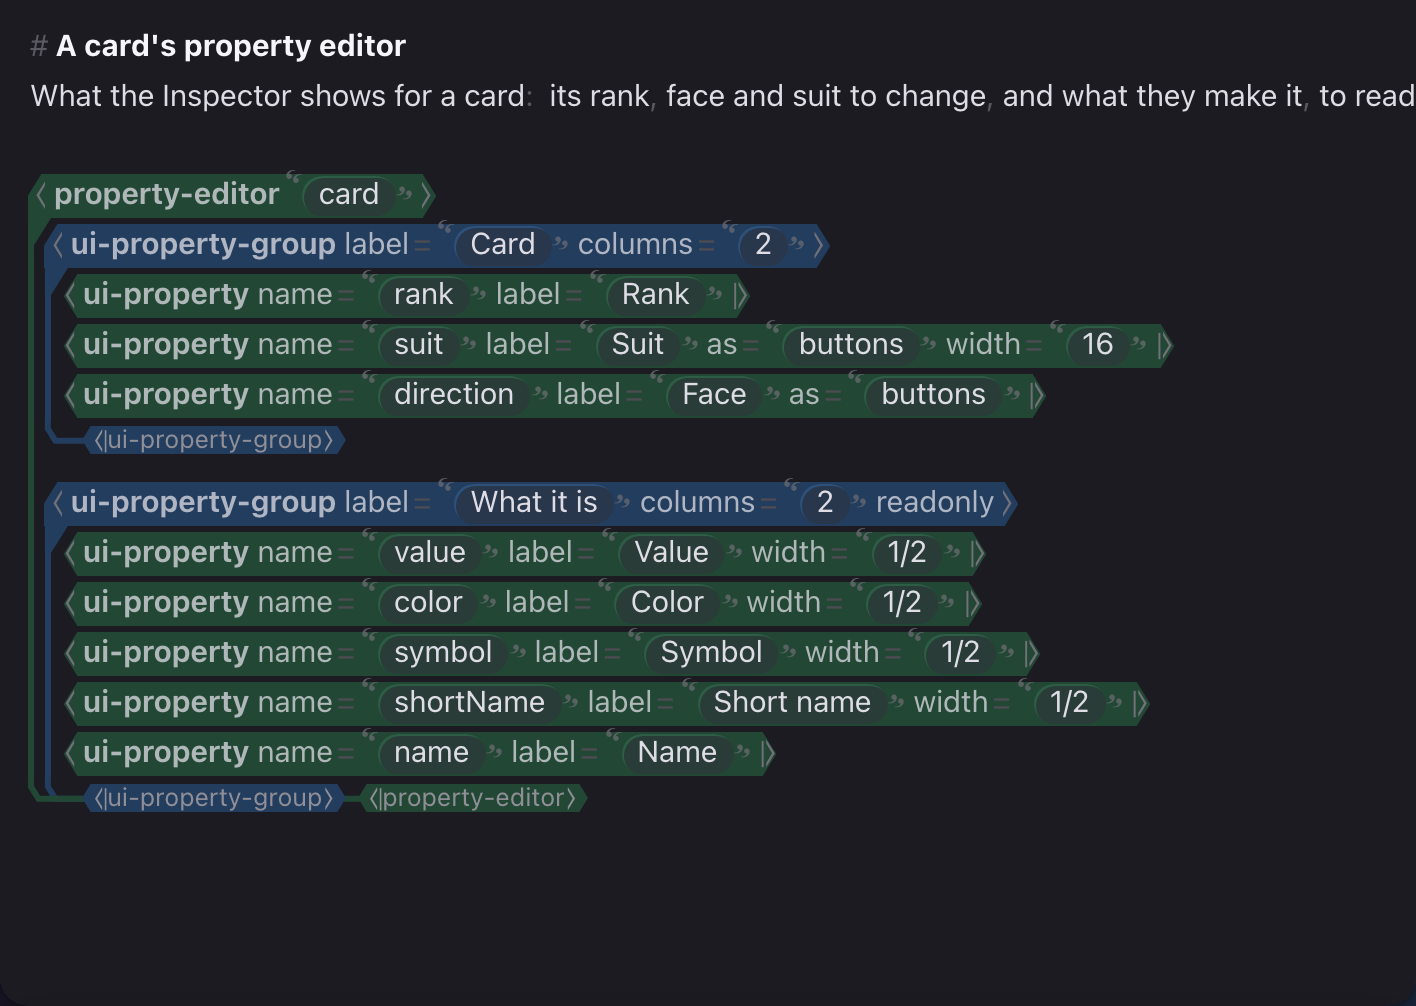 # A card's property editor
What the Inspector shows for a card: its rank, face and suit to change, and what they make it, to read
〈property-editor “card”〉
〈ui-property-group label=“Card” columns=“2”〉
〈ui-property name=“rank” label=“Rank”|〉
〈ui-property name=“suit” label=“Suit” as=“buttons” width=“16”|〉
〈ui-property name=“direction” label=“Face” as=“buttons”|〉
〈|ui-property-group〉
〈ui-property-group label=“What it is” columns=“2” readonly〉
〈ui-property name=“value” label=“Value” width=“1/2”|〉
〈ui-property name=“color” label=“Color” width=“1/2”|〉
〈ui-property name=“symbol” label=“Symbol” width=“1/2”|〉
〈ui-property name=“shortName” label=“Short name” width=“1/2”|〉
〈ui-property name=“name” label=“Name”|〉
〈|ui-property-group〉 〈|property-editor〉